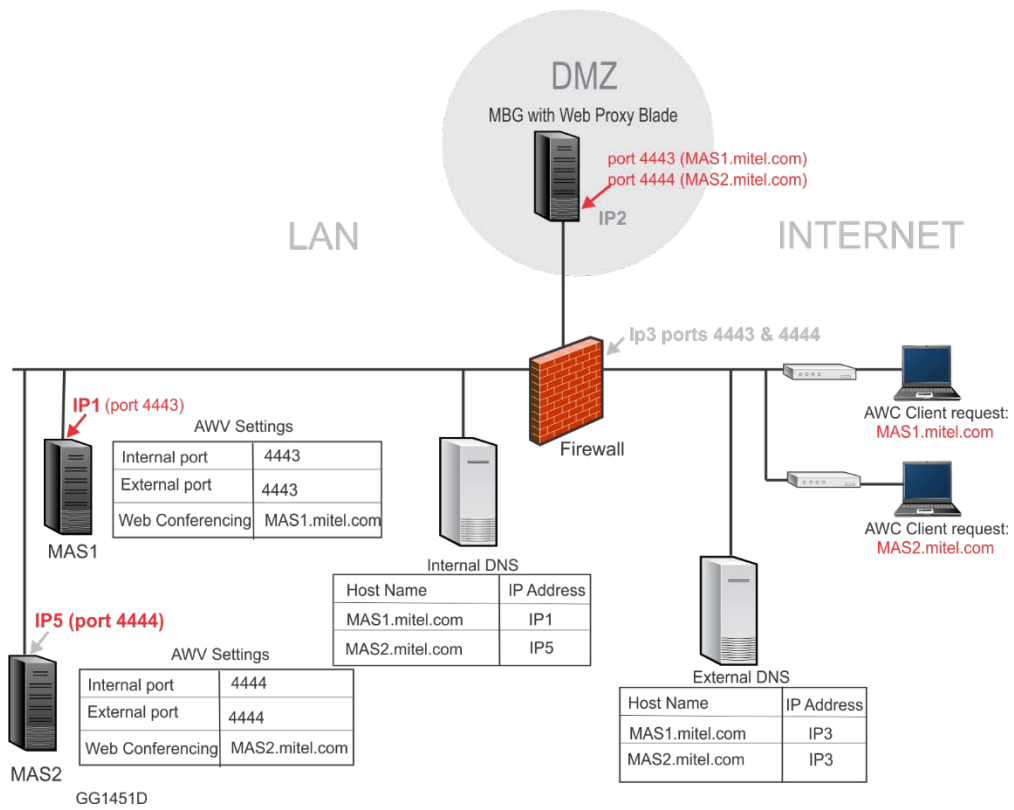 DMZ
MBG with Web Proxy Blade
port 4443 (MAS1.mitel.com)
port 4444 (MAS2.mitel.com)
IP2
LAN
INTERNET
Ip3 ports 4443 & 4444
Firewall
AWC Client request:
MAS1.mitel.com
AWC Client request:
MAS2.mitel.com
IP1 (port 4443)
AWV Settings
Internal port 4443
External port 4443
Web Conferencing MAS1.mitel.com
MAS1
Internal DNS
Host Name IP Address
MAS1.mitel.com IP1
MAS2.mitel.com IP5
IP5 (port 4444)
AWV Settings
Internal port 4444
External port 4444
Web Conferencing MAS2.mitel.com
MAS2
External DNS
Host Name IP Address
MAS1.mitel.com IP3
MAS2.mitel.com IP3
GG1451D